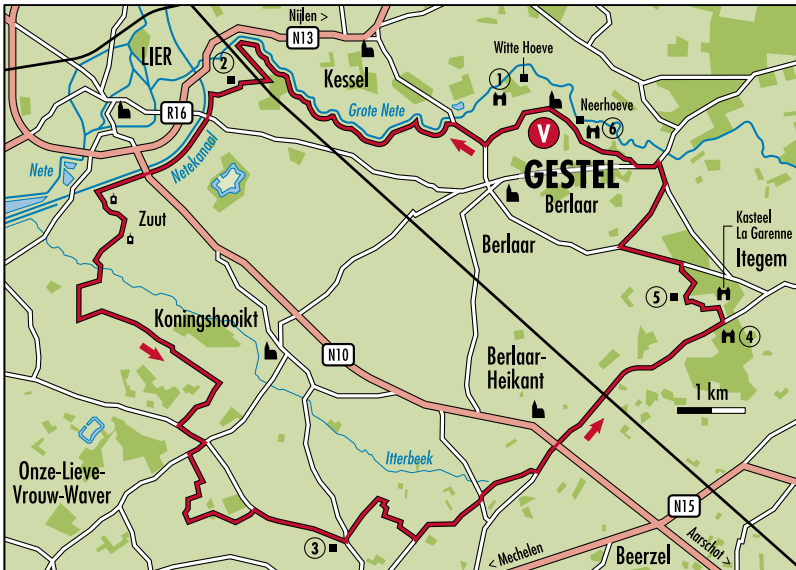 Nijlen >
N13
LIER
2
Kessel
Witte Hoeve
1
R16
Grote Nete
Neerhoeve
6
V
GESTEL
Nete
Netekanaal
Berlaar
Zuut
Berlaar
Kasteel
La Garenne
Itegem
5
Koningshooikt
4
N10
Berlaar-
Heikant
1 km
Itterbeek
Onze-Lieve-
Vrouw-Waver
N15
3
< Mechelen
Aarschot >
Beerzel